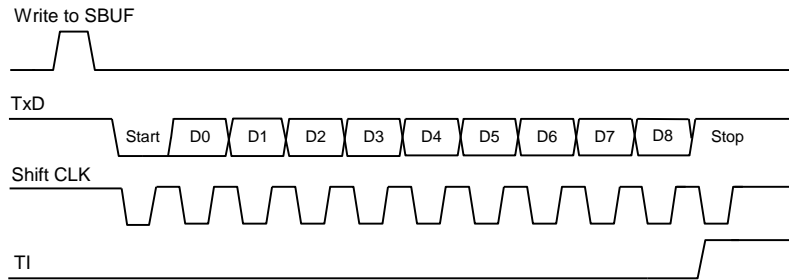 Write to SBUF
TxD
Start D0 D1 D2 D3 D4 D5 D6 D7 D8 Stop
Shift CLK
TI